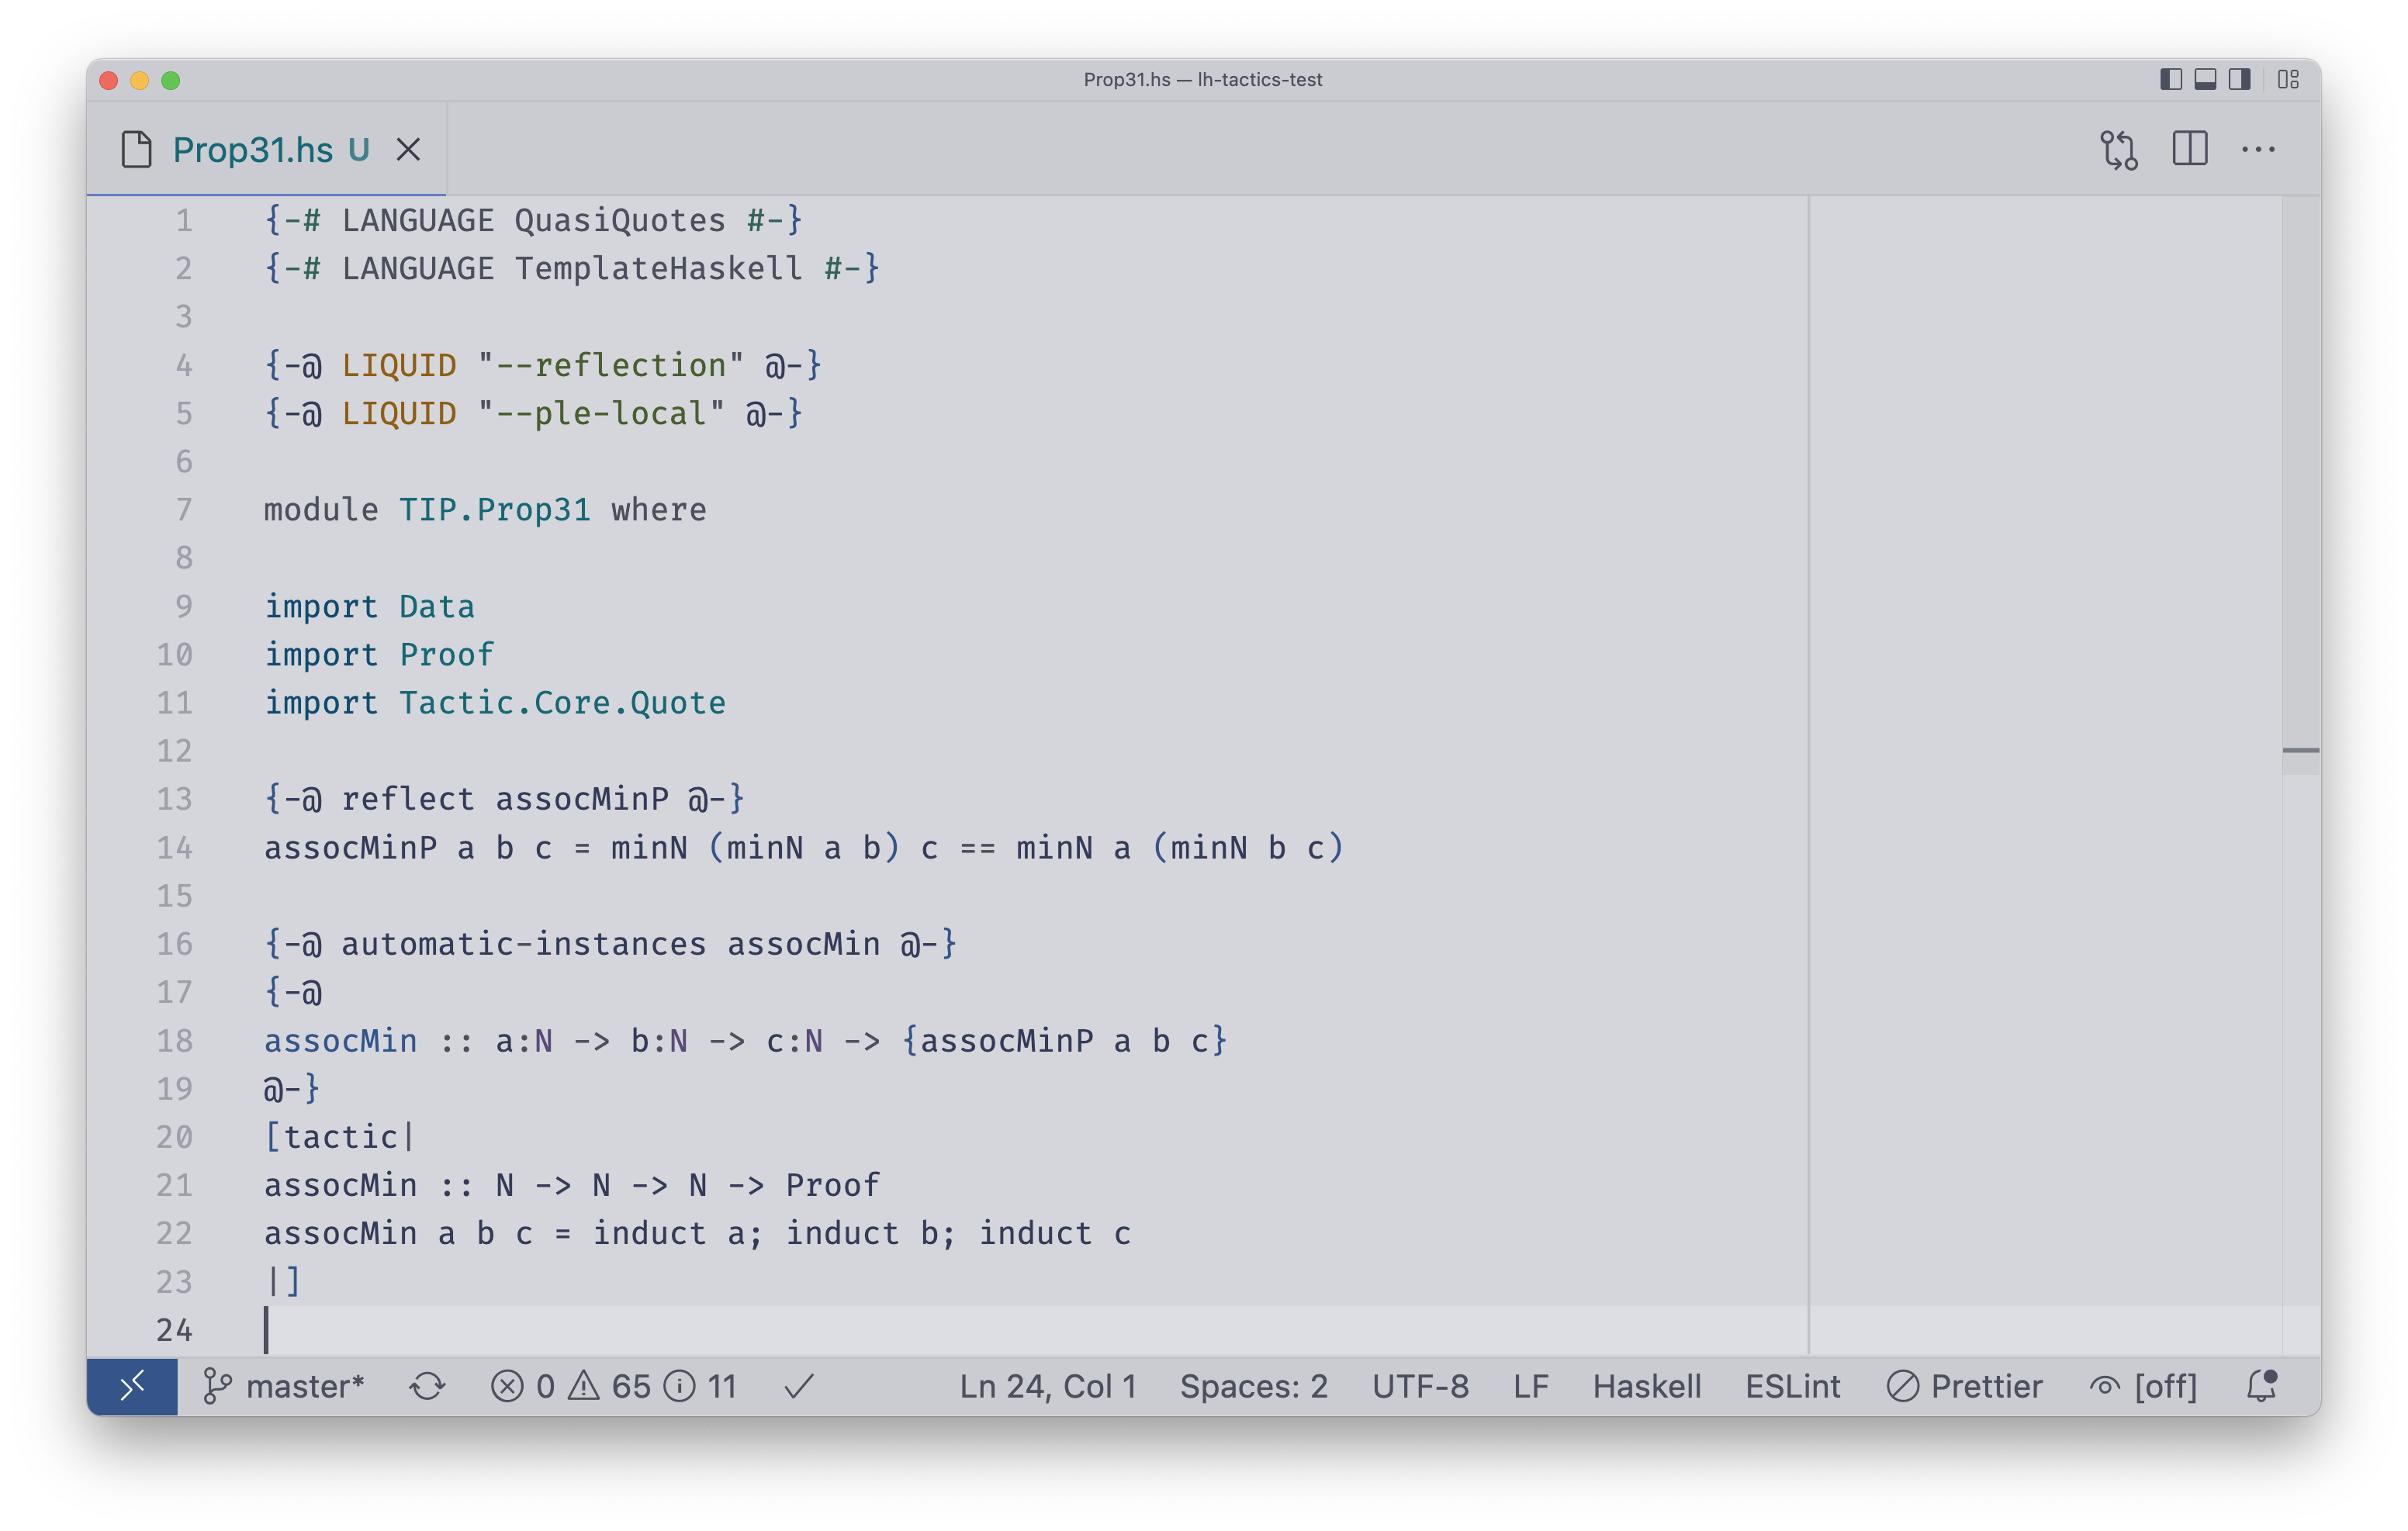 Prop31.hs — lh-tactics-test
Prop31.hs U
1 {-# LANGUAGE QuasiQuotes #-}
2 {-# LANGUAGE TemplateHaskell #-}
3
4 {-@ LIQUID "--reflection" @-}
5 {-@ LIQUID "--ple-local" @-}
6
7 module TIP.Prop31 where
8
9 import Data
10 import Proof
11 import Tactic.Core.Quote
12
13 {-@ reflect assocMinP @-}
14 assocMinP a b c = minN (minN a b) c == minN a (minN b c)
15
16 {-@ automatic-instances assocMin @-}
17 {-@
18 assocMin :: a:N -> b:N -> c:N -> {assocMinP a b c}
19 @-}
20 [tactic|
21 assocMin :: N -> N -> N -> Proof
22 assocMin a b c = induct a; induct b; induct c
23 |]
24
master* 0 65 11 Ln 24, Col 1 Spaces: 2 UTF-8 LF Haskell ESLint Prettier [off]